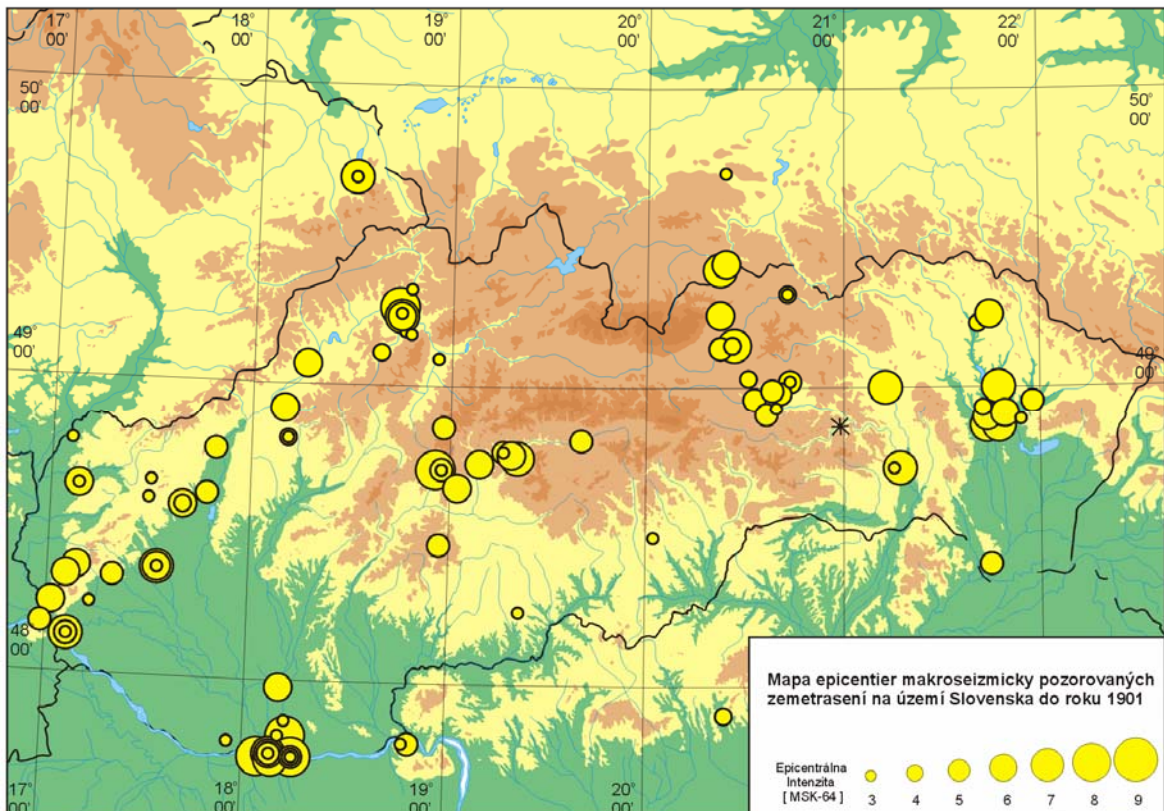 17° 00'
18° 00'
19° 00'
20° 00'
21° 00'
22° 00'
50° 00'
50° 00'
49° 00'
49° 00'
48° 00'
17° 00'
18° 00'
19° 00'
20° 00'
Mapa epicentier makroseizmicky pozorovaných
zemetrasení na území Slovenska do roku 1901
Epicentrálna
Intenzita
[ MSK-64 ]
3 4 5 6 7 8 9